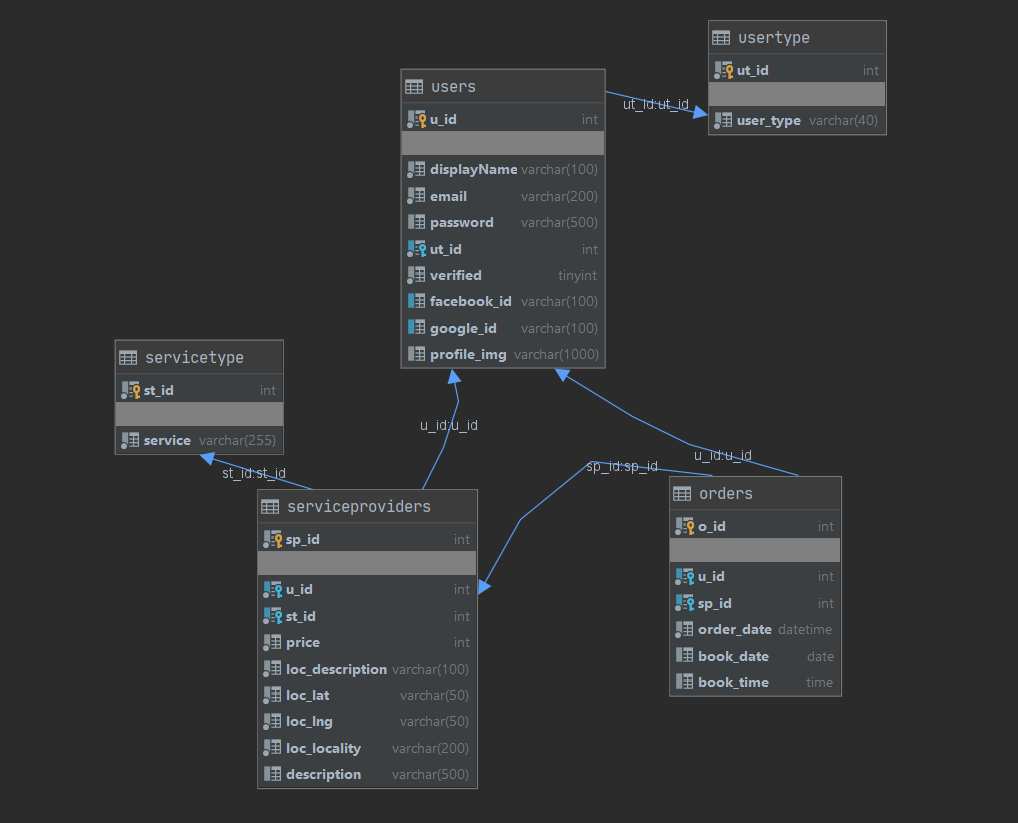 usertype
ut_id int
user_type varchar(40)
users
u_id int
displayName varchar(100)
email varchar(200)
password varchar(500)
ut_id int
verified tinyint
facebook_id varchar(100)
google_id varchar(100)
profile_img varchar(1000)
ut_id:ut_id
servicetype
st_id int
service varchar(255)
u_id:u_id
st_id:st_id
sp_id:sp_id
u_id:u_id
serviceproviders
sp_id int
u_id int
st_id int
price int
loc_description varchar(100)
loc_lat varchar(50)
loc_lng varchar(50)
loc_locality varchar(200)
description varchar(500)
orders
o_id int
u_id int
sp_id int
order_date datetime
book_date date
book_time time